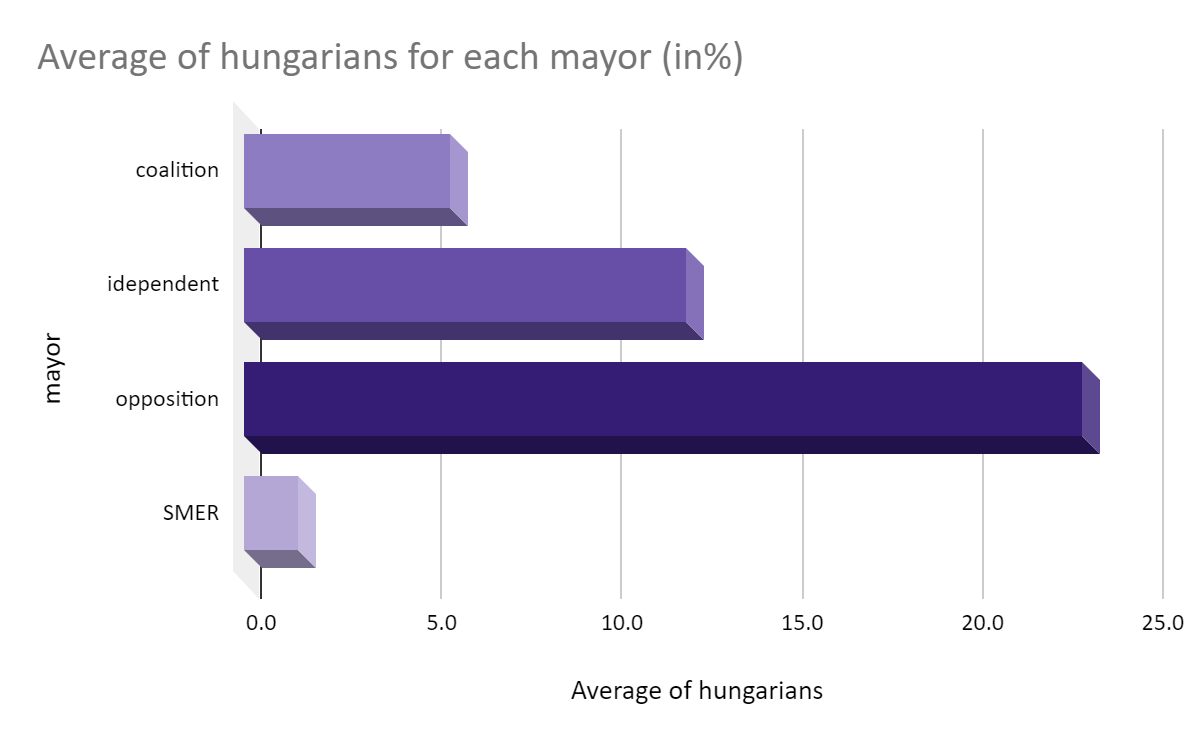 Average of hungarians for each mayor (in%)
coalition
idependent
opposition
SMER
mayor
0.0 5.0 10.0 15.0 20.0 25.0
Average of hungarians